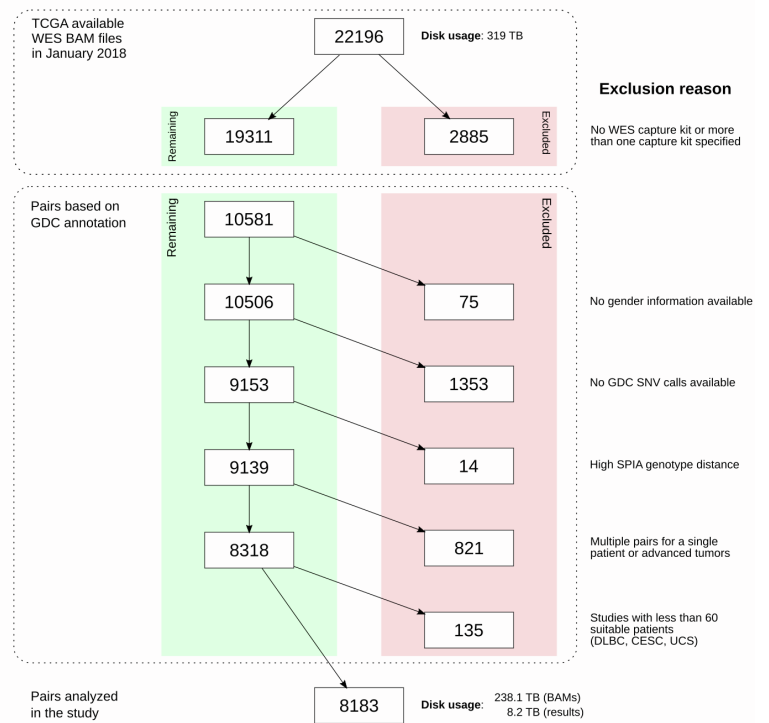 TCGA available
WES BAM files
in January 2018
22196
Disk usage: 319 TB
Exclusion reason
Remaining
19311
2885
Excluded
No WES capture kit or more
than one capture kit specified
Pairs based on
GDC annotation
Remaining
10581
Excluded
10506
75
No gender information available
9153
1353
No GDC SNV calls available
9139
14
High SPIA genotype distance
8318
821
Multiple pairs for a single
patient or advanced tumors
135
Studies with less than 60
suitable patients
(DLBC, CESC, UCS)
Pairs analyzed
in the study
8183
Disk usage:
238.1 TB (BAMs)
8.2 TB (results)